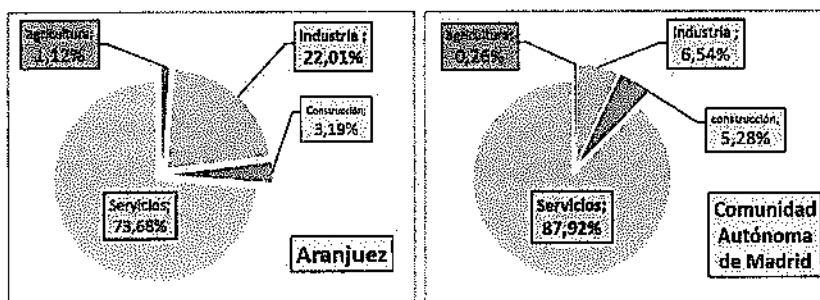 agricultura;
1,12%
Industria ;
22,01%
Construcción;
3,19%
Servicios;
73,68%
Aranjuez
agricultura;
0,26%
Industria ;
6,54%
construcción;
5,28%
Servicios;
87,92%
Comunidad
Autónoma
de Madrid